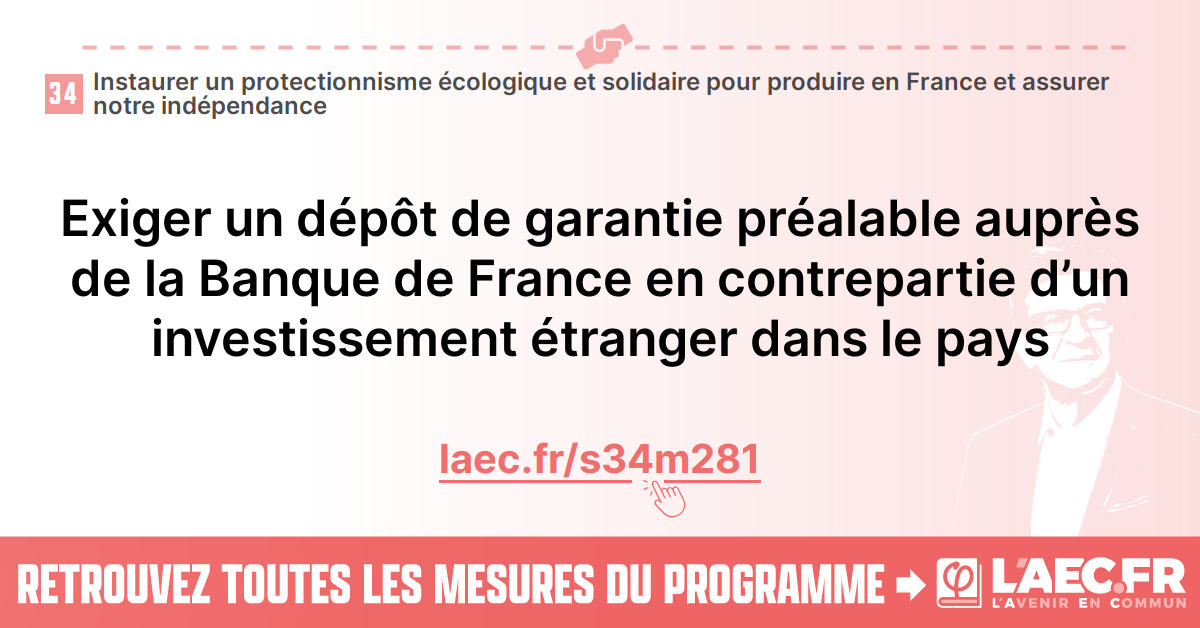 34
Instaurer un protectionnisme écologique et solidaire pour produire en France et assurer
notre indépendance
Exiger un dépôt de garantie préalable auprès
de la Banque de France en contrepartie d’un
investissement étranger dans le pays
laec.fr/s34m281
RETROUVEZ TOUTES LES MESURES DU PROGRAMME
φ
L'AEC.FR
L'AVENIR EN COMMUN